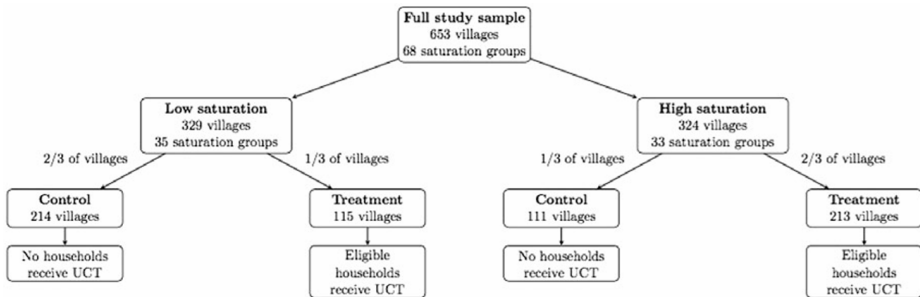 Full study sample
653 villages
68 saturation groups
Low saturation
329 villages
35 saturation groups
High saturation
324 villages
33 saturation groups
2/3 of villages
1/3 of villages
1/3 of villages
2/3 of villages
Control
214 villages
Treatment
115 villages
Control
111 villages
Treatment
213 villages
No households
receive UCT
Eligible
households
receive UCT
No households
receive UCT
Eligible
households
receive UCT